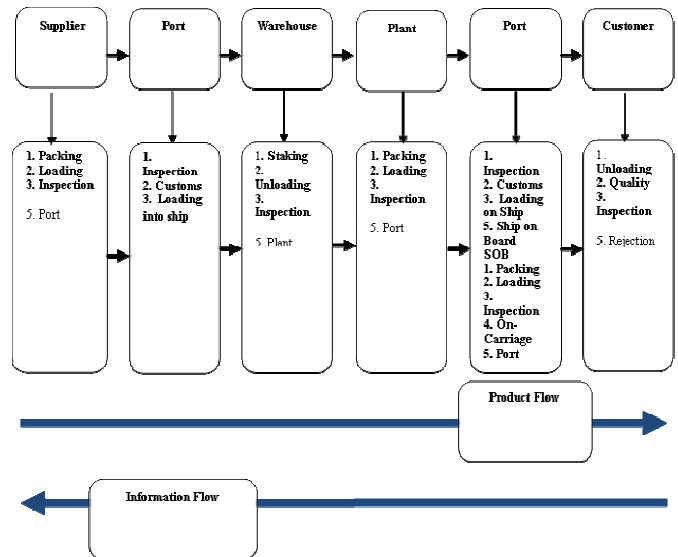 Supplier
Port
Warehouse
Plant
Port
Customer
1. Packing
2. Loading
3. Inspection
5. Port
1.
Inspection
2. Customs
3. Loading
into ship
1. Staking
2.
Unloading
3.
Inspection
5. Plant
1. Packing
2. Loading
3.
Inspection
5. Port
1.
Inspection
2. Customs
3. Loading
on Ship
5. Ship on
Board
SOB
1. Packing
2. Loading
3.
Inspection
4. On-
Carriage
5. Port
1.
Unloading
2. Quality
3.
Inspection
5. Rejection
Product Flow
Information Flow